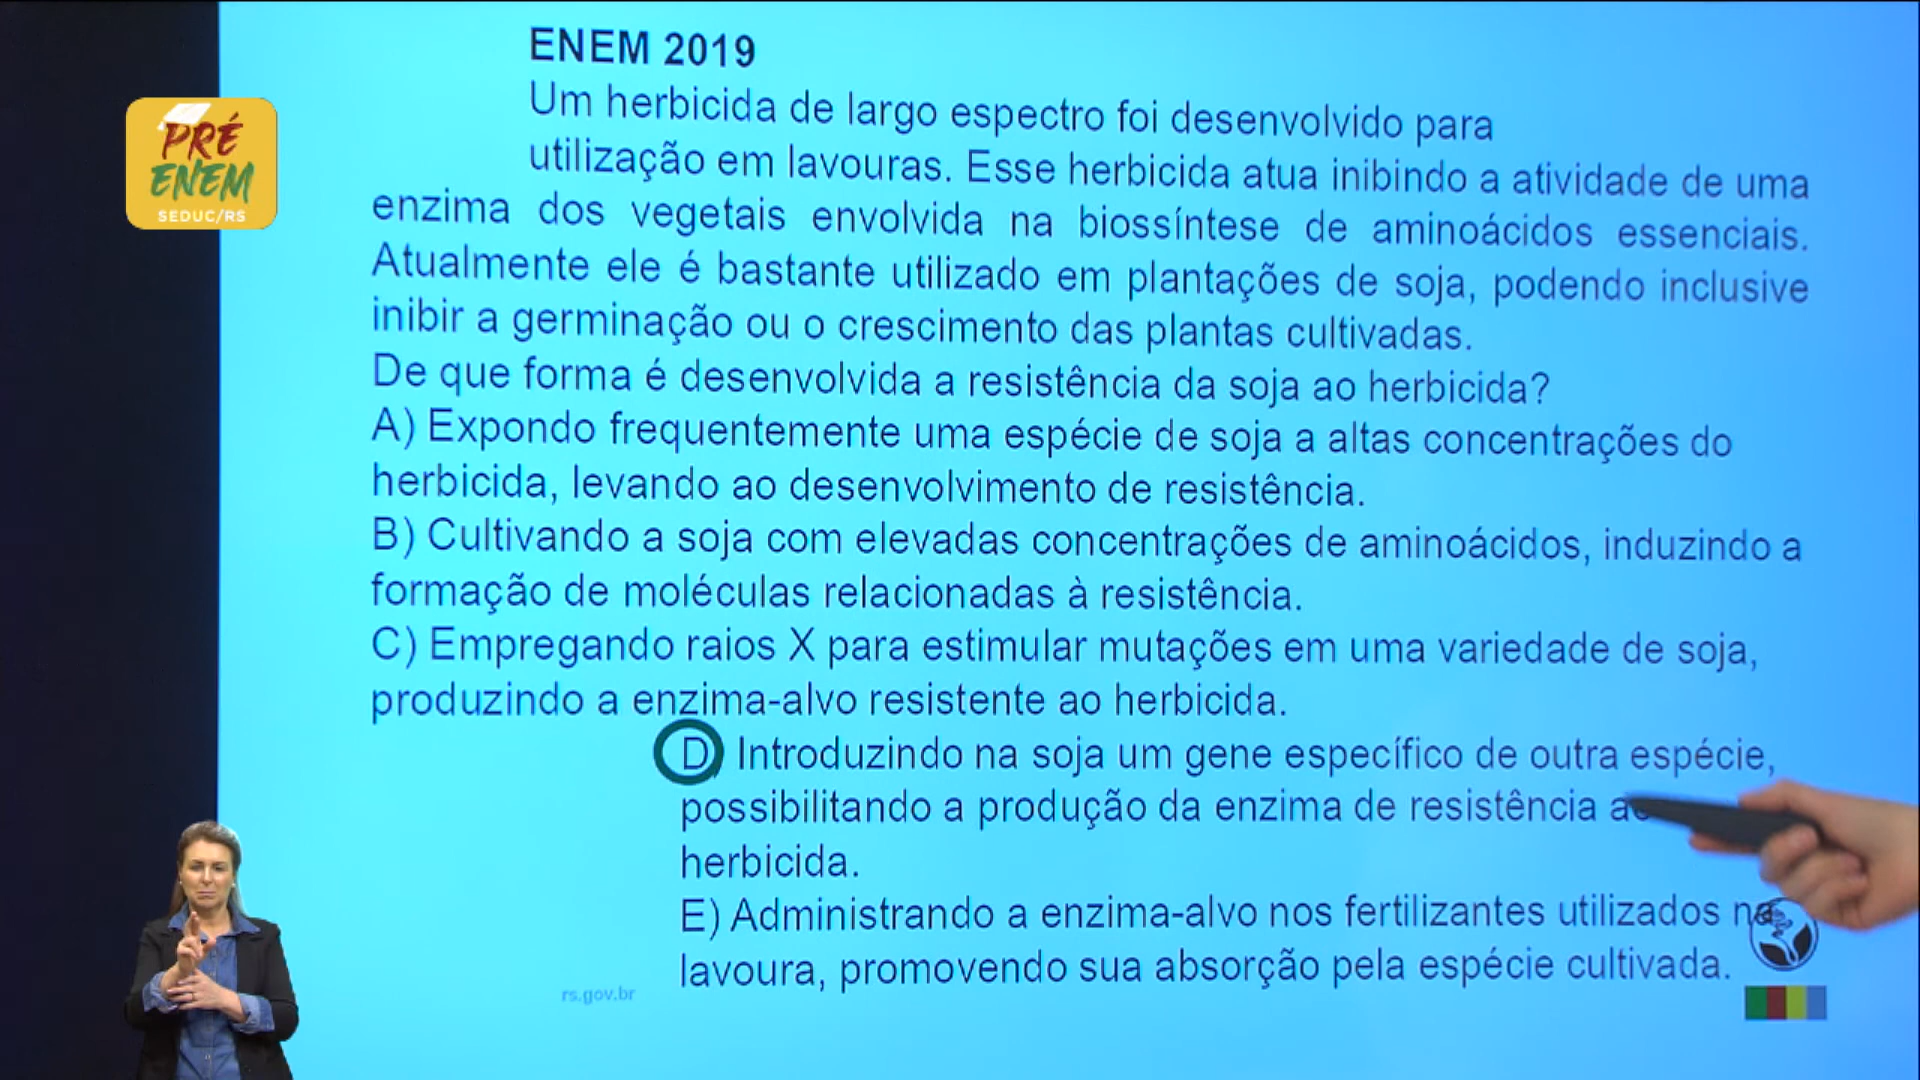 ENEM 2019
Um herbicida de largo espectro foi desenvolvido para
utilização em lavouras. Esse herbicida atua inibindo a atividade de uma
enzima dos vegetais envolvida na biossíntese de aminoácidos essenciais.
Atualmente ele é bastante utilizado em plantações de soja, podendo inclusive
inibir a germinação ou o crescimento das plantas cultivadas.
De que forma é desenvolvida a resistência da soja ao herbicida?
A) Expondo frequentemente uma espécie de soja a altas concentrações do
herbicida, levando ao desenvolvimento de resistência.
B) Cultivando a soja com elevadas concentrações de aminoácidos, induzindo a
formação de moléculas relacionadas à resistência.
C) Empregando raios X para estimular mutações em uma variedade de soja,
produzindo a enzima-alvo resistente ao herbicida.
D) Introduzindo na soja um gene específico de outra espécie,
possibilitando a produção da enzima de resistência
herbicida.
E) Administrando a enzima-alvo nos fertilizantes utilizados na
lavoura, promovendo sua absorção pela espécie cultivada.
PRÉ
ENEM
SEDUC/RS
rs.gov.br